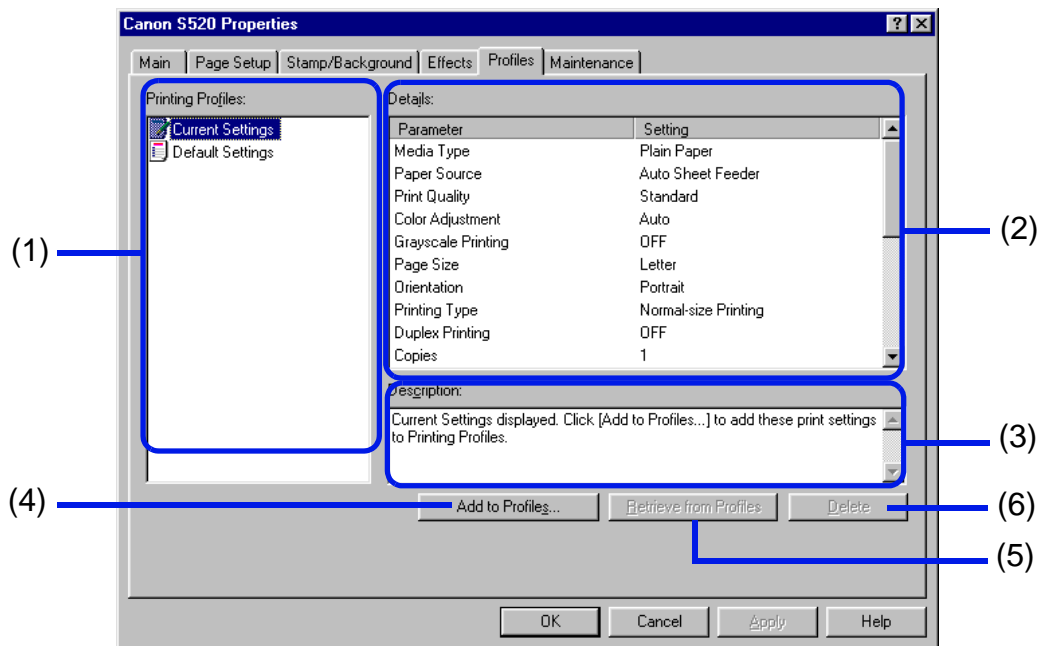 Canon S520 Properties
Main Page Setup Stamp/Background Effects Profiles Maintenance
Printing Profiles:
Current Settings
Default Settings
Details:
Parameter Setting
Media Type Plain Paper
Paper Source Auto Sheet Feeder
Print Quality Standard
Color Adjustment Auto
Grayscale Printing OFF
Page Size Letter
Orientation Portrait
Printing Type Normal-size Printing
Duplex Printing OFF
Copies 1
Description:
Current Settings displayed. Click [Add to Profiles...] to add these print settings
to Printing Profiles.
Add to Profiles... Retrieve from Profiles Delete
OK Cancel Apply Help
(1)
(2)
(3)
(4)
(5)
(6)